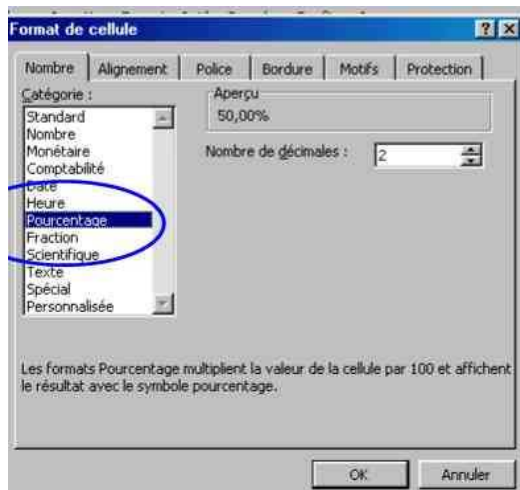 Format de cellule
Nombre Alignement Police Bordure Motifs Protection
Catégorie :
Aperçu
Standard
50,00%
Nombre
Monétaire
Nombre de décimales : 2
Comptabilité
Date
Heure
Pourcentage
Fraction
Scientifique
Texte
Spécial
Personnalisée
Les formats Pourcentage multiplient la valeur de la cellule par 100 et affichent
le résultat avec le symbole pourcentage.
OK Annuler